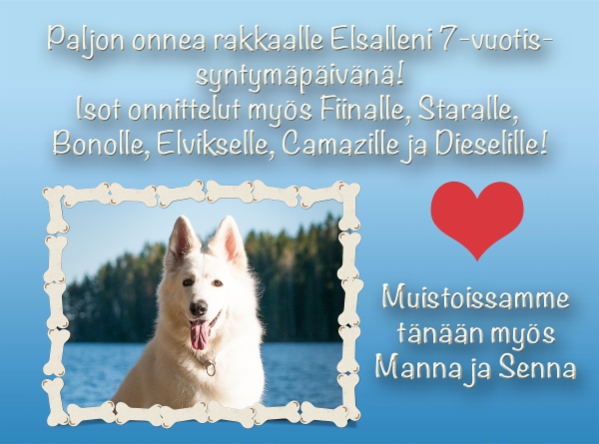 Paljon onnea rakkaalle Elsalleni 7-vuotis-
syntymäpäivänä!
Isot onnittelut myös Fiinalle, Staralle,
Bonolle, Elvikselle, Camazille ja Dieselille!
Muistoissamme
tänään myös
Manna ja Senna